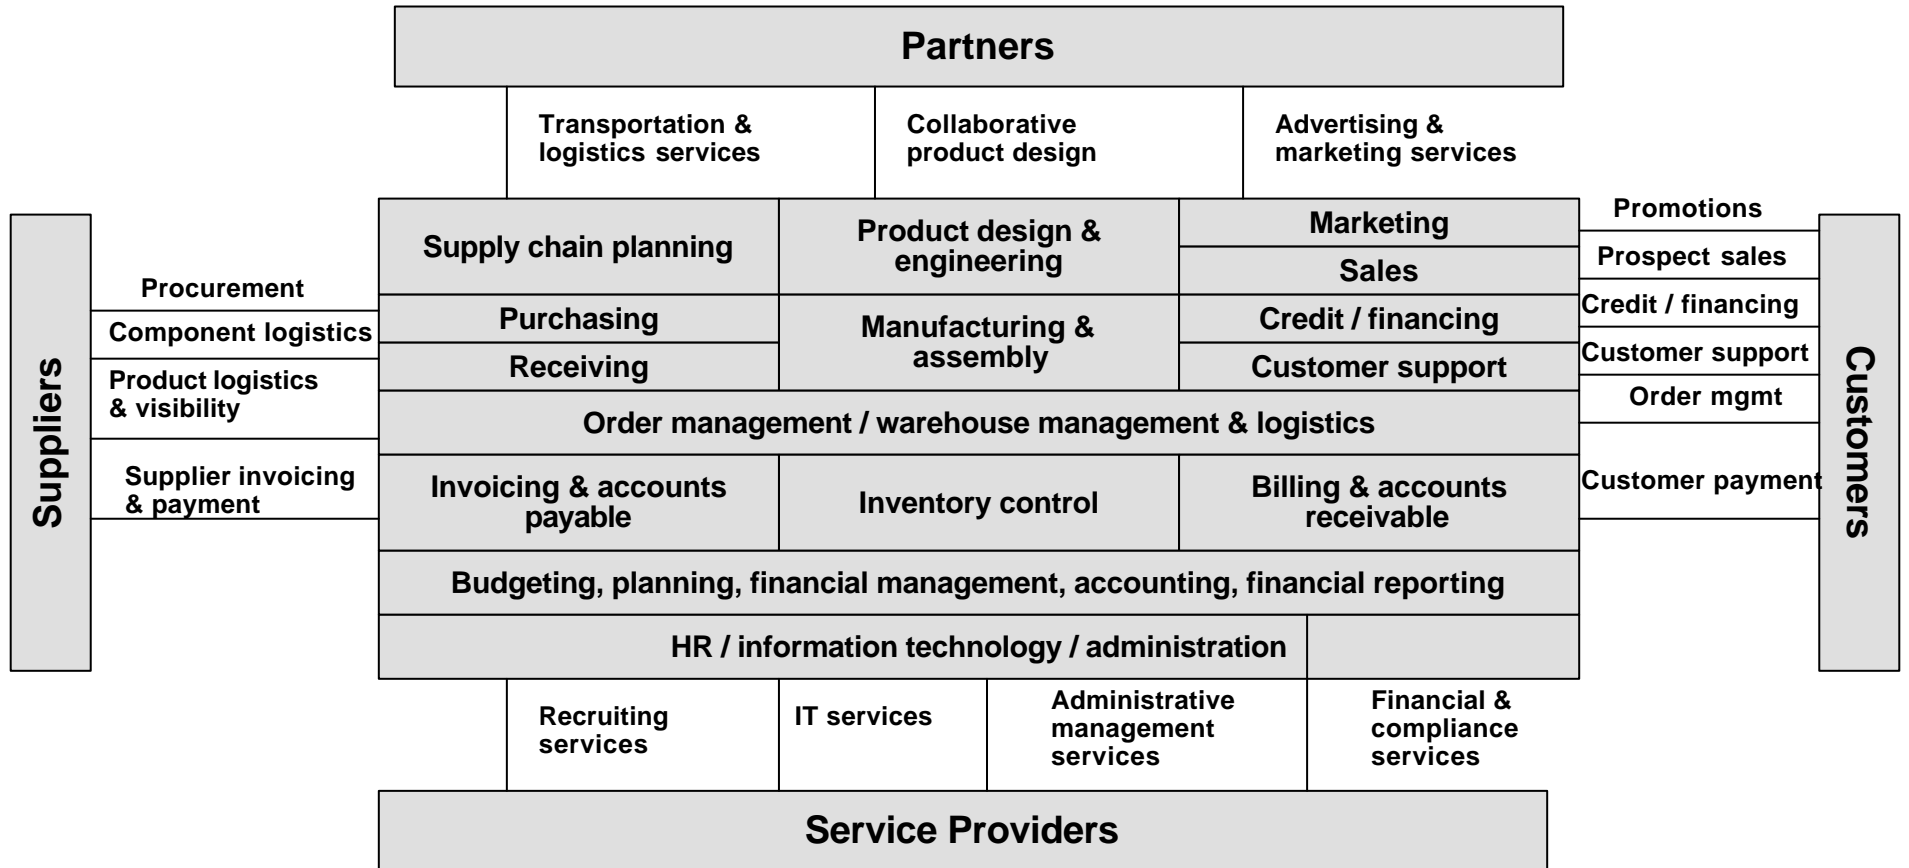 Partners
Transportation &
logistics services
Collaborative
product design
Advertising &
marketing services
Suppliers
Procurement
Component logistics
Product logistics
& visibility
Supplier invoicing
& payment
Supply chain planning
Product design &
engineering
Marketing
Sales
Purchasing
Receiving
Manufacturing &
assembly
Credit / financing
Customer support
Order management / warehouse management & logistics
Invoicing & accounts
payable
Inventory control
Billing & accounts
receivable
Budgeting, planning, financial management, accounting, financial reporting
HR / information technology / administration
Promotions
Prospect sales
Credit / financing
Customer support
Order mgmt
Customer payment
Customers
Recruiting
services
IT services
Administrative
management
services
Financial &
compliance
services
Service Providers